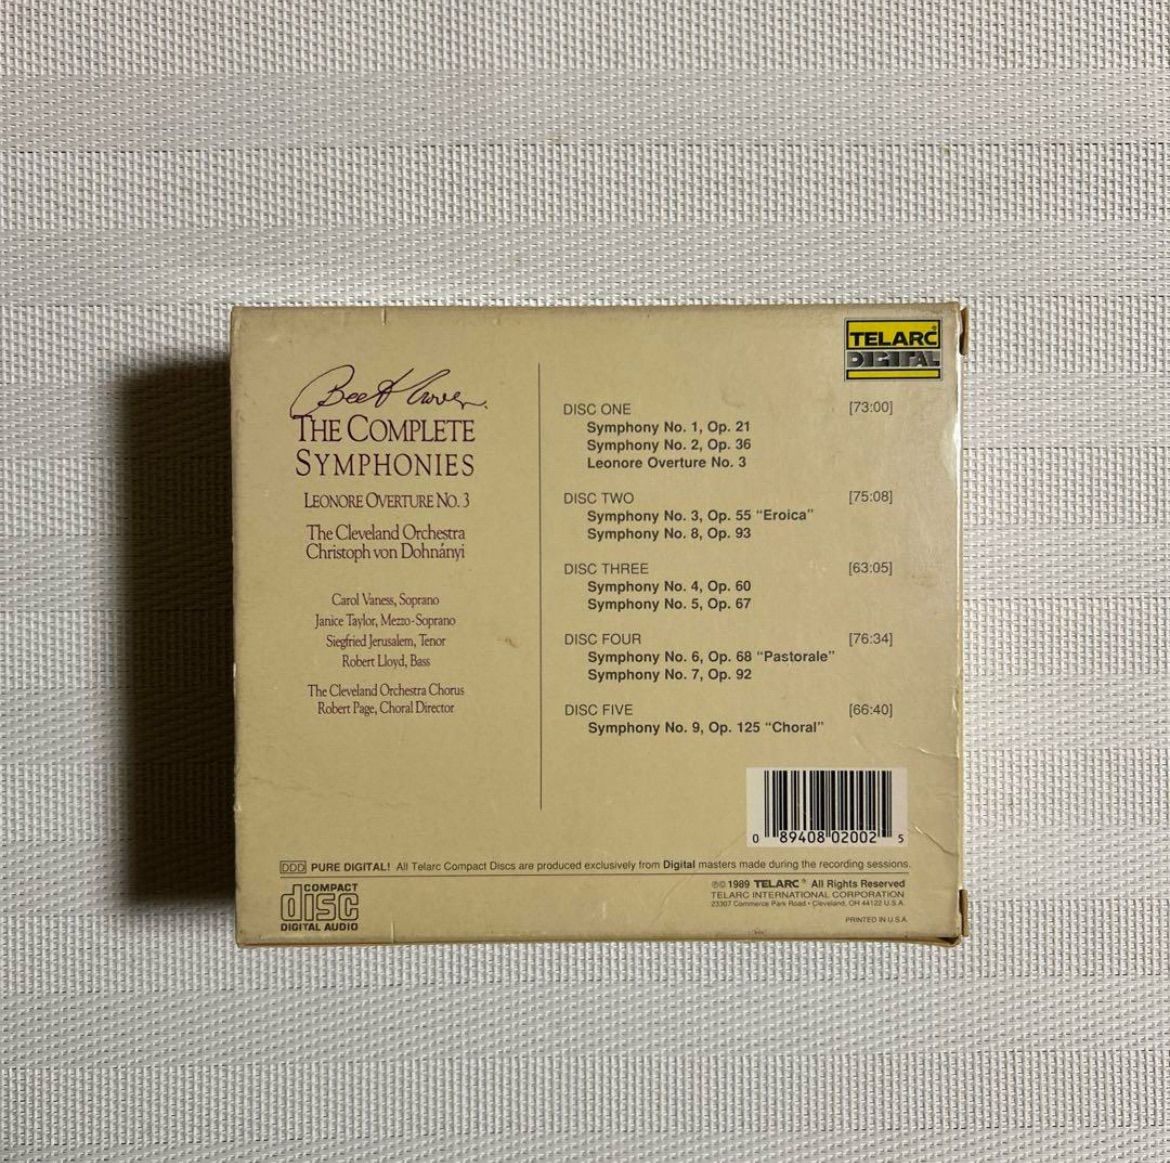 Beethoven.
THE COMPLETE
SYMPHONIES
LEONORE OVERTURE NO. 3
The Cleveland Orchestra
Christoph von Dohnányi
Carol Vaness, Soprano
Janice Taylor, Mezzo-Soprano
Siegfried Jerusalem, Tenor
Robert Lloyd, Bass
The Cleveland Orchestra Chorus
Robert Page, Choral Director
TELARC®
DIGITAL
DISC ONE [73:00]
Symphony No. 1, Op. 21
Symphony No. 2, Op. 36
Leonore Overture No. 3
DISC TWO [75:08]
Symphony No. 3, Op. 55 “Eroica”
Symphony No. 8, Op. 93
DISC THREE [63:05]
Symphony No. 4, Op. 60
Symphony No. 5, Op. 67
DISC FOUR [76:34]
Symphony No. 6, Op. 68 “Pastorale”
Symphony No. 7, Op. 92
DISC FIVE [66:40]
Symphony No. 9, Op. 125 “Choral”
0 89408 02002 5
DDD PURE DIGITAL! All Telarc Compact Discs are produced exclusively from Digital masters made during the recording sessions.
COMPACT
disc
DIGITAL AUDIO
℗© 1989 TELARC® All Rights Reserved
TELARC INTERNATIONAL CORPORATION
23307 Commerce Park Road • Cleveland, OH 44122 U.S.A.
PRINTED IN U.S.A.